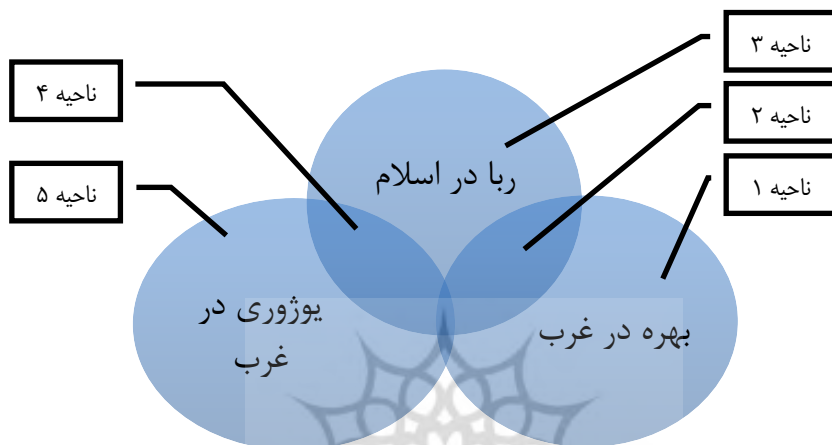 ناحیه ۳
ناحیه ۲
ناحیه ۱
ناحیه ۴
ناحیه ۵
ربا در اسلام
بهره در غرب
یوژوری در
غرب